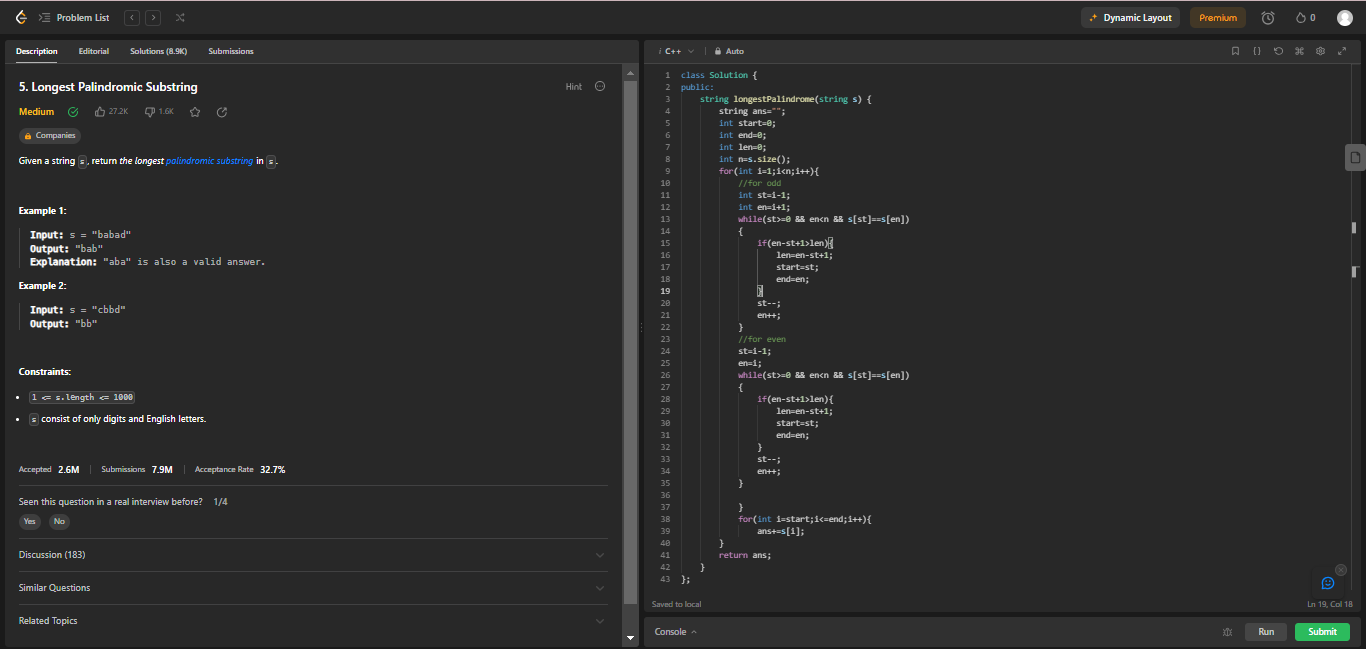 Problem List
Dynamic Layout
Premium
0
Description Editorial Solutions (8.9K) Submissions
5. Longest Palindromic Substring
Hint
Medium 27.2K 1.6K
Companies
Given a string s, return the longest palindromic substring in s.
Example 1:
Input: s = "babad"
Output: "bab"
Explanation: "aba" is also a valid answer.
Example 2:
Input: s = "cbbd"
Output: "bb"
Constraints:
• 1 <= s.length <= 1000
• s consist of only digits and English letters.
Accepted 2.6M | Submissions 7.9M | Acceptance Rate 32.7%
Seen this question in a real interview before? 1/4
Yes No
Discussion (183)
Similar Questions
Related Topics
i C++ | Auto
1 class Solution {
2 public:
3 string longestPalindrome(string s) {
4 string ans="";
5 int start=0;
6 int end=0;
7 int len=0;
8 int n=s.size();
9 for(int i=1;i<n;i++){
10 //for odd
11 int st=i-1;
12 int en=i+1;
13 while(st>=0 && en<n && s[st]==s[en])
14 {
15 if(en-st+1>len){
16 len=en-st+1;
17 start=st;
18 end=en;
19 }
20 st--;
21 en++;
22 }
23 //for even
24 st=i-1;
25 en=i;
26 while(st>=0 && en<n && s[st]==s[en])
27 {
28 if(en-st+1>len){
29 len=en-st+1;
30 start=st;
31 end=en;
32 }
33 st--;
34 en++;
35 }
36
37 }
38 for(int i=start;i<=end;i++){
39 ans+=s[i];
40 }
41 return ans;
42 }
43 };
Saved to local
Ln 19, Col 18
Console
Run
Submit